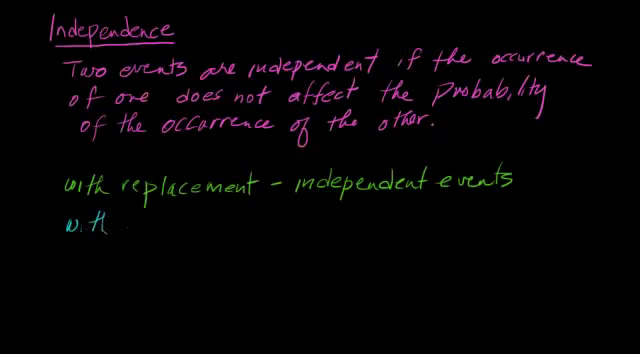 Independence
Two events are independent if the occurrence
of one does not affect the Probability
of the occurrence of the other.
with replacement - independent events
with